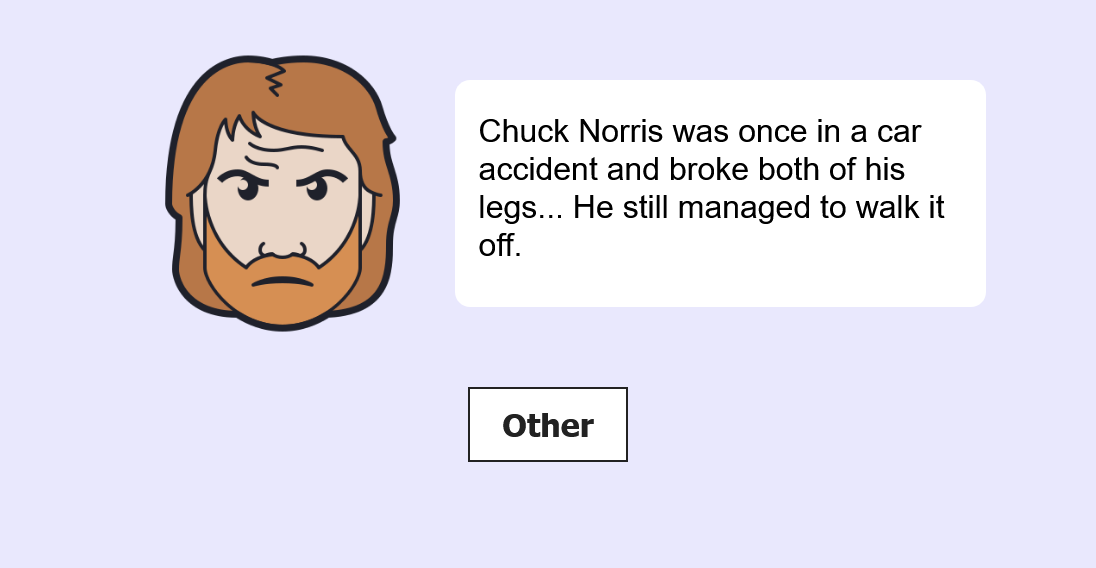 Chuck Norris was once in a car
accident and broke both of his
legs... He still managed to walk it
off.
Other